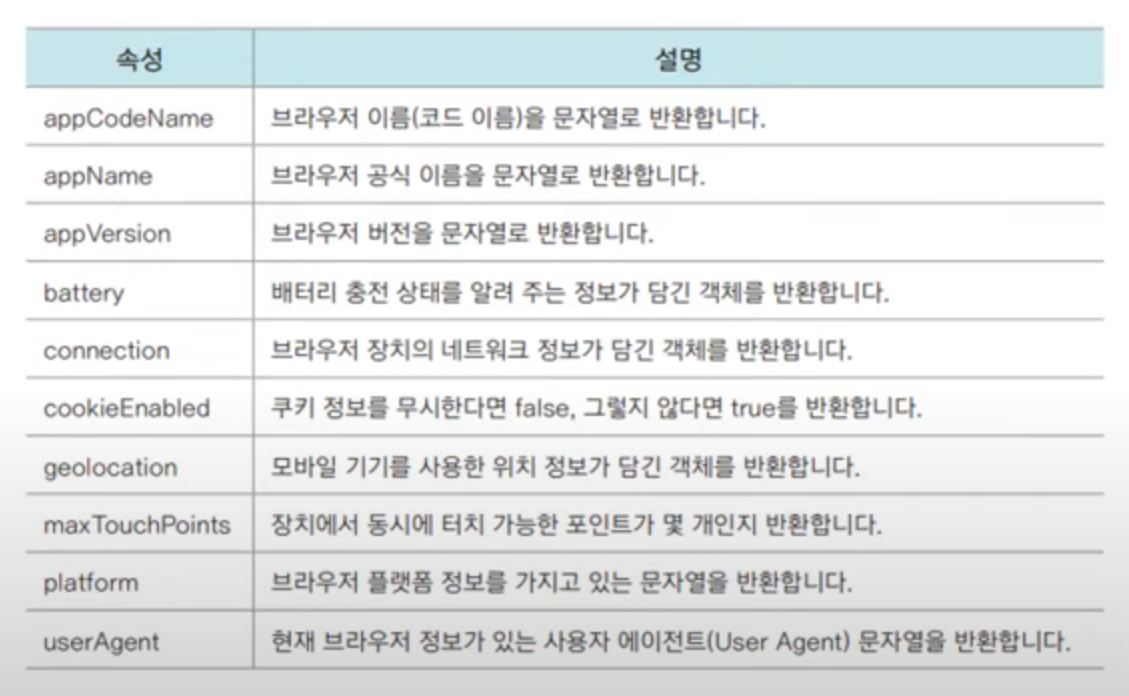 속성 설명
appCodeName 브라우저 이름(코드 이름)을 문자열로 반환합니다.
appName 브라우저 공식 이름을 문자열로 반환합니다.
appVersion 브라우저 버전을 문자열로 반환합니다.
battery 배터리 충전 상태를 알려 주는 정보가 담긴 객체를 반환합니다.
connection 브라우저 장치의 네트워크 정보가 담긴 객체를 반환합니다.
cookieEnabled 쿠키 정보를 무시한다면 false, 그렇지 않다면 true를 반환합니다.
geolocation 모바일 기기를 사용한 위치 정보가 담긴 객체를 반환합니다.
maxTouchPoints 장치에서 동시에 터치 가능한 포인트가 몇 개인지 반환합니다.
platform 브라우저 플랫폼 정보를 가지고 있는 문자열을 반환합니다.
userAgent 현재 브라우저 정보가 있는 사용자 에이전트(User Agent) 문자열을 반환합니다.